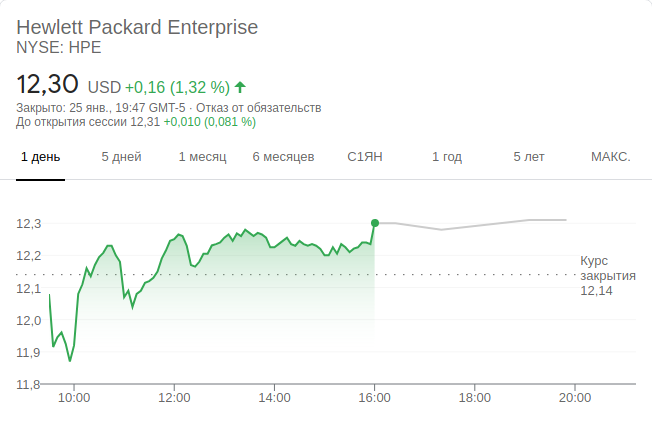 Hewlett Packard Enterprise
NYSE: HPE
12,30 USD +0,16 (1,32 %)
Закрыто: 25 янв., 19:47 GMT-5 · Отказ от обязательств
До открытия сессии 12,31 +0,010 (0,081 %)
1 день 5 дней 1 месяц 6 месяцев С1ЯН 1 год 5 лет МАКС.
12,3
12,2
12,1
12,0
11,9
11,8
Курс
закрытия
12,14
10:00 12:00 14:00 16:00 18:00 20:00